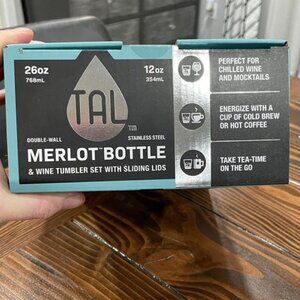 26oz
768mL
12oz
354mL
TAL
TM
DOUBLE-WALL
STAINLESS STEEL
MERLOT™ BOTTLE
& WINE TUMBLER SET WITH SLIDING LIDS
PERFECT FOR
CHILLED WINE
AND MOCKTAILS
ENERGIZE WITH A
CUP OF COLD BREW
OR HOT COFFEE
TAKE TEA-TIME
ON THE GO